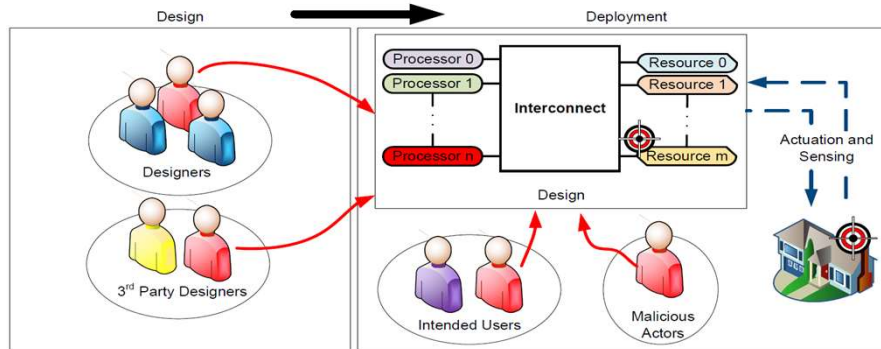 Design
Deployment
Processor 0
Resource 0
Processor 1
Resource 1
Interconnect
Actuation and
Sensing
Processor n
Resource m
Designers
Design
3rd Party Designers
Intended Users
Malicious
Actors